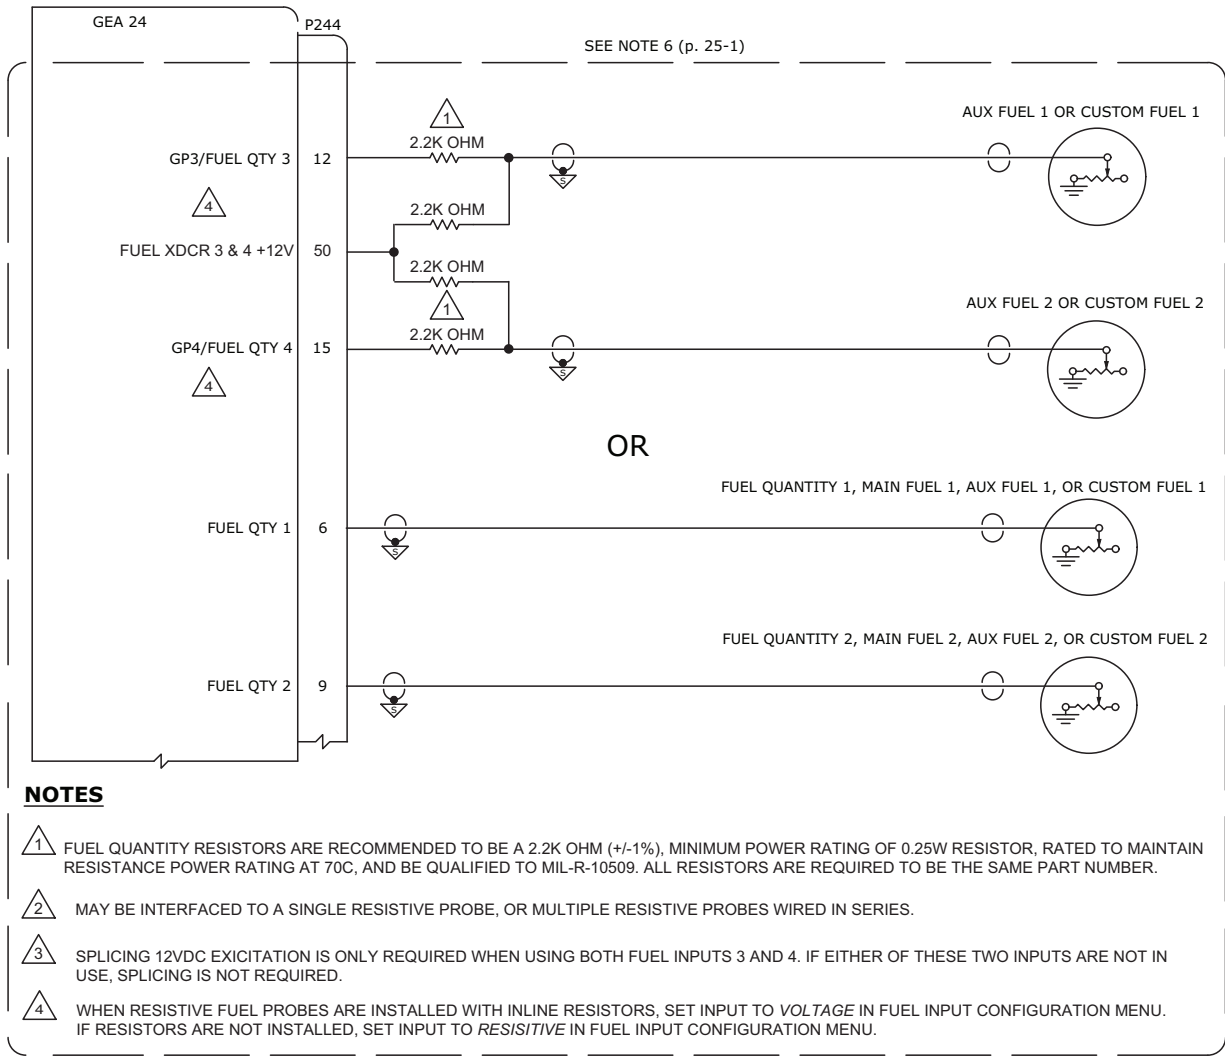 GEA 24
P244
SEE NOTE 6 (p. 25-1)
AUX FUEL 1 OR CUSTOM FUEL 1
1
2.2K OHM
GP3/FUEL QTY 3
12
S
4
2.2K OHM
FUEL XDCR 3 & 4 +12V
50
2.2K OHM
1
AUX FUEL 2 OR CUSTOM FUEL 2
2.2K OHM
GP4/FUEL QTY 4
15
S
4
OR
FUEL QUANTITY 1, MAIN FUEL 1, AUX FUEL 1, OR CUSTOM FUEL 1
FUEL QTY 1
6
S
FUEL QUANTITY 2, MAIN FUEL 2, AUX FUEL 2, OR CUSTOM FUEL 2
FUEL QTY 2
9
S
NOTES
1 FUEL QUANTITY RESISTORS ARE RECOMMENDED TO BE A 2.2K OHM (+/-1%), MINIMUM POWER RATING OF 0.25W RESISTOR, RATED TO MAINTAIN
RESISTANCE POWER RATING AT 70C, AND BE QUALIFIED TO MIL-R-10509. ALL RESISTORS ARE REQUIRED TO BE THE SAME PART NUMBER.
2 MAY BE INTERFACED TO A SINGLE RESISTIVE PROBE, OR MULTIPLE RESISTIVE PROBES WIRED IN SERIES.
3 SPLICING 12VDC EXICITATION IS ONLY REQUIRED WHEN USING BOTH FUEL INPUTS 3 AND 4. IF EITHER OF THESE TWO INPUTS ARE NOT IN
USE, SPLICING IS NOT REQUIRED.
4 WHEN RESISTIVE FUEL PROBES ARE INSTALLED WITH INLINE RESISTORS, SET INPUT TO VOLTAGE IN FUEL INPUT CONFIGURATION MENU.
IF RESISTORS ARE NOT INSTALLED, SET INPUT TO RESISITIVE IN FUEL INPUT CONFIGURATION MENU.